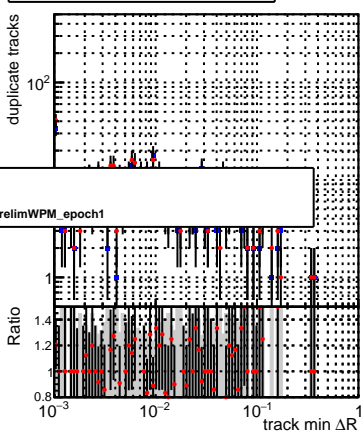 duplicate tracks
10²
relimWPM_epoch1
1
Ratio
1.4
1.2
1
0.8
10⁻³ 10⁻² 10⁻¹ 1
track min ΔR